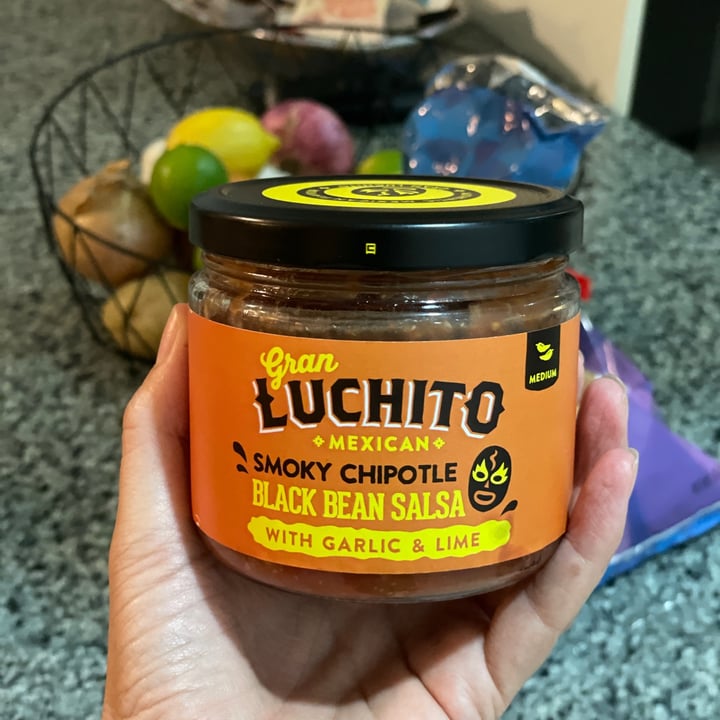 Gran
LUCHITO
MEXICAN
SMOKY CHIPOTLE
BLACK BEAN SALSA
WITH GARLIC & LIME
MEDIUM